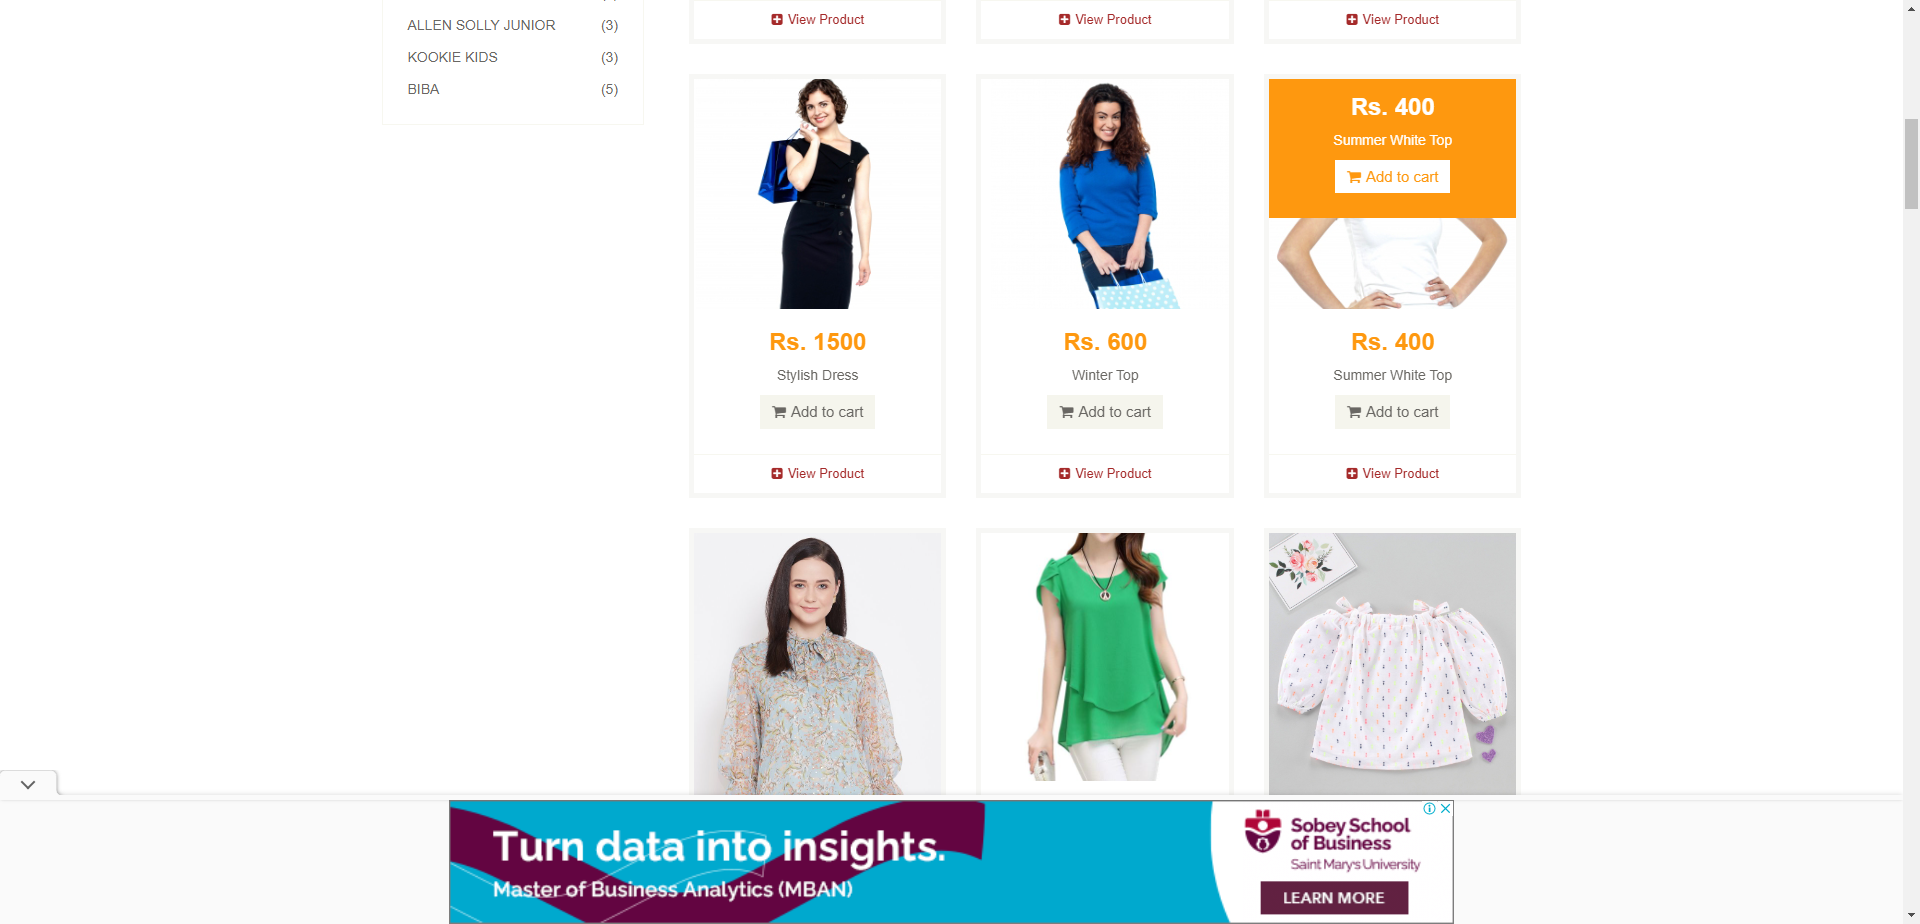 ALLEN SOLLY JUNIOR (3)
KOOKIE KIDS (3)
BIBA (5)
View Product
View Product
View Product
Rs. 400
Summer White Top
Add to cart
Rs. 1500
Stylish Dress
Add to cart
View Product
Rs. 600
Winter Top
Add to cart
View Product
Rs. 400
Summer White Top
Add to cart
View Product
Turn data into insights.
Master of Business Analytics (MBAN)
Sobey School
of Business
Saint Mary's University
LEARN MORE